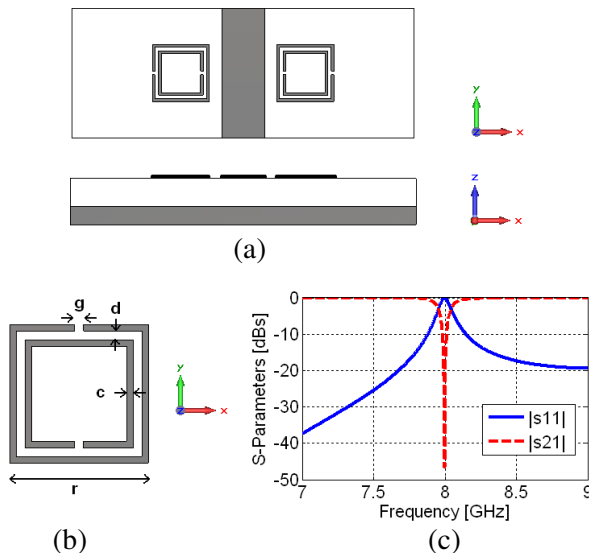 y
z
x
z
y
x
(a)
g
d
c
r
y
z
x
(b)
S-Parameters [dBs]
0
-10
-20
-30
-40
-50
|s11|
|s21|
7
7.5
8
8.5
9
Frequency [GHz]
(c)